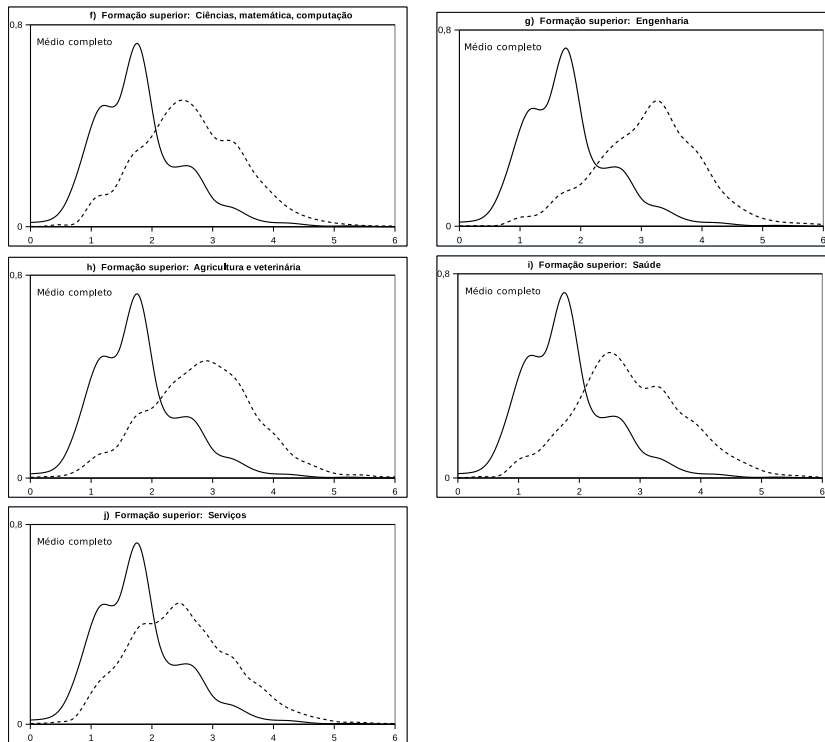 f) Formação superior: Ciências, matemática, computação
0,8
Médio completo
0
0 1 2 3 4 5 6
g) Formação superior: Engenharia
0,8
Médio completo
0
0 1 2 3 4 5 6
h) Formação superior: Agricultura e veterinária
0,8
Médio completo
0
0 1 2 3 4 5 6
i) Formação superior: Saúde
0,8
Médio completo
0
0 1 2 3 4 5 6
j) Formação superior: Serviços
0,8
Médio completo
0
0 1 2 3 4 5 6